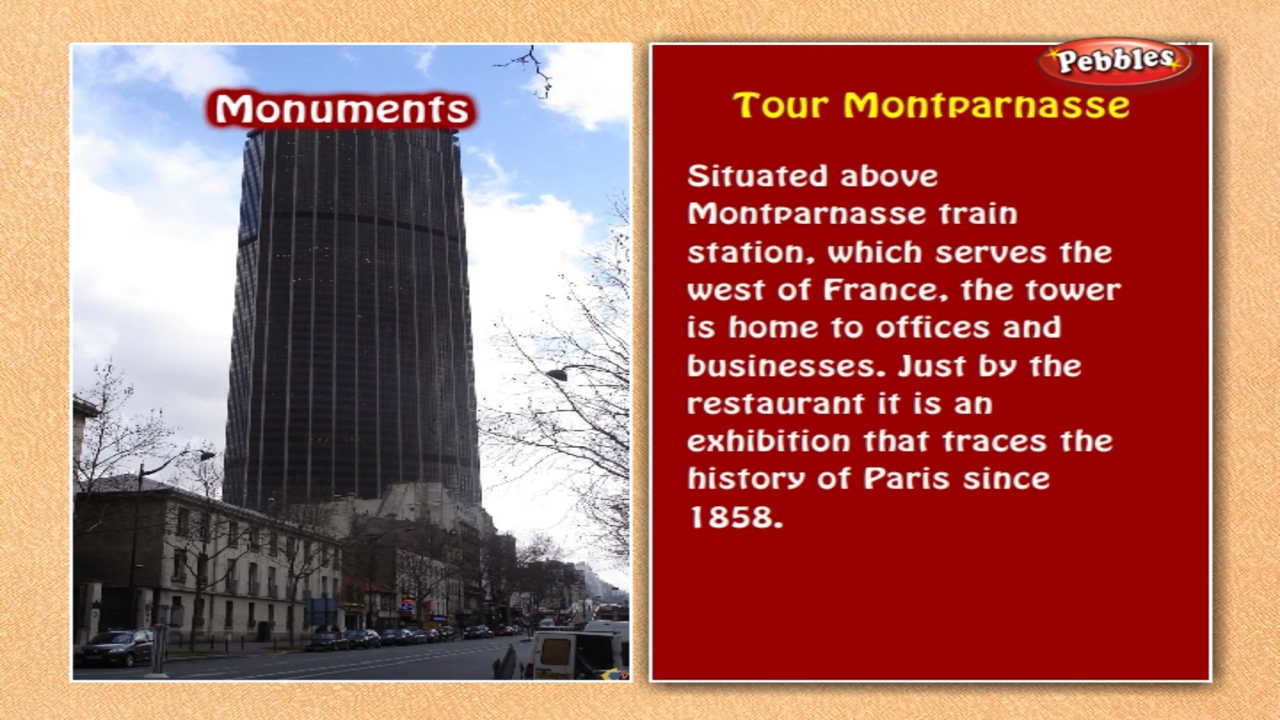 Monuments
Pebbles
Tour Montparnasse
Situated above
Montparnasse train
station, which serves the
west of France, the tower
is home to offices and
businesses. Just by the
restaurant it is an
exhibition that traces the
history of Paris since
1858.